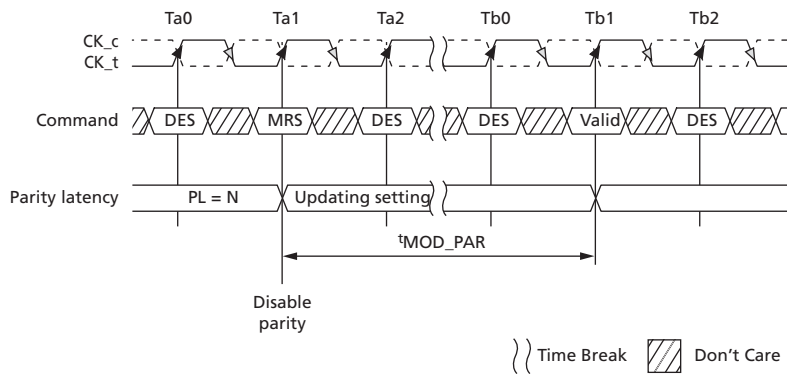 Ta0 Ta1 Ta2 Tb0 Tb1 Tb2
CK_c
CK_t
Command DES MRS DES DES Valid DES
Parity latency PL = N Updating setting
tMOD_PAR
Disable
parity
Time Break Don't Care